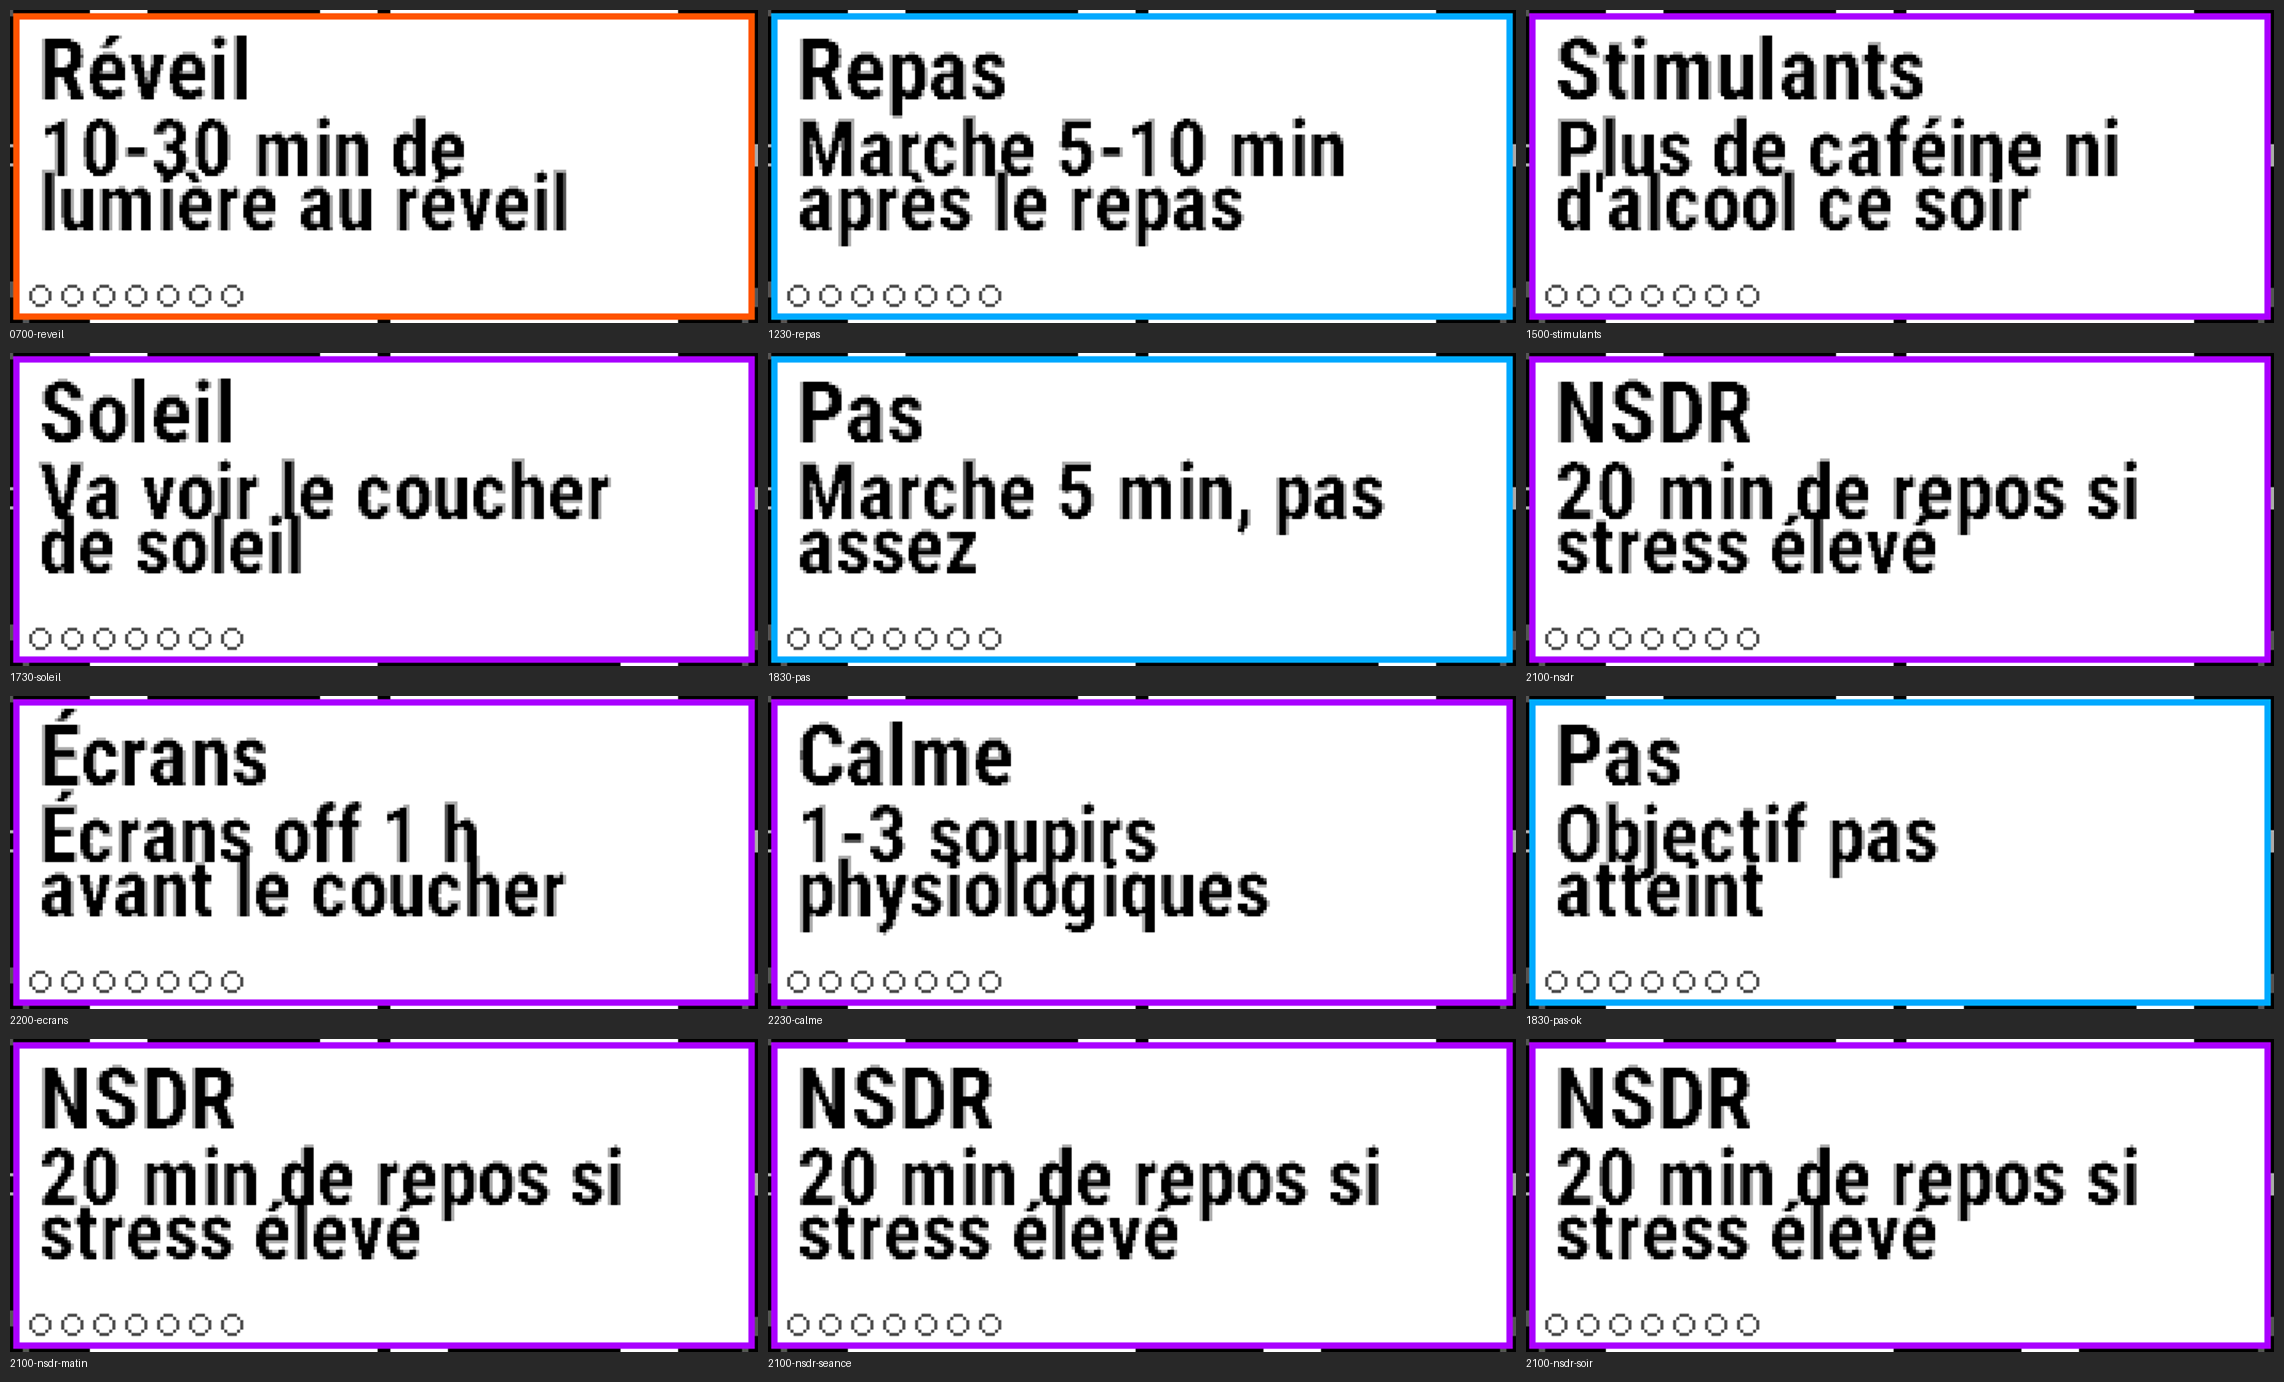 Réveil
10-30 min de
lumière au réveil
0700-reveil
Repas
Marche 5-10 min
après le repas
1230-repas
Stimulants
Plus de caféine ni
d'alcool ce soir
1500-stimulants
Soleil
Va voir le coucher
de soleil
1730-soleil
Pas
Marche 5 min, pas
assez
1830-pas
NSDR
20 min de repos si
stress élevé
2100-nsdr
Écrans
Écrans off 1 h
avant le coucher
2200-ecrans
Calme
1-3 soupirs
physiologiques
2230-calme
Pas
Objectif pas
atteint
1830-pas-ok
NSDR
20 min de repos si
stress élevé
2100-nsdr-matin
NSDR
20 min de repos si
stress élevé
2100-nsdr-seance
NSDR
20 min de repos si
stress élevé
2100-nsdr-soir